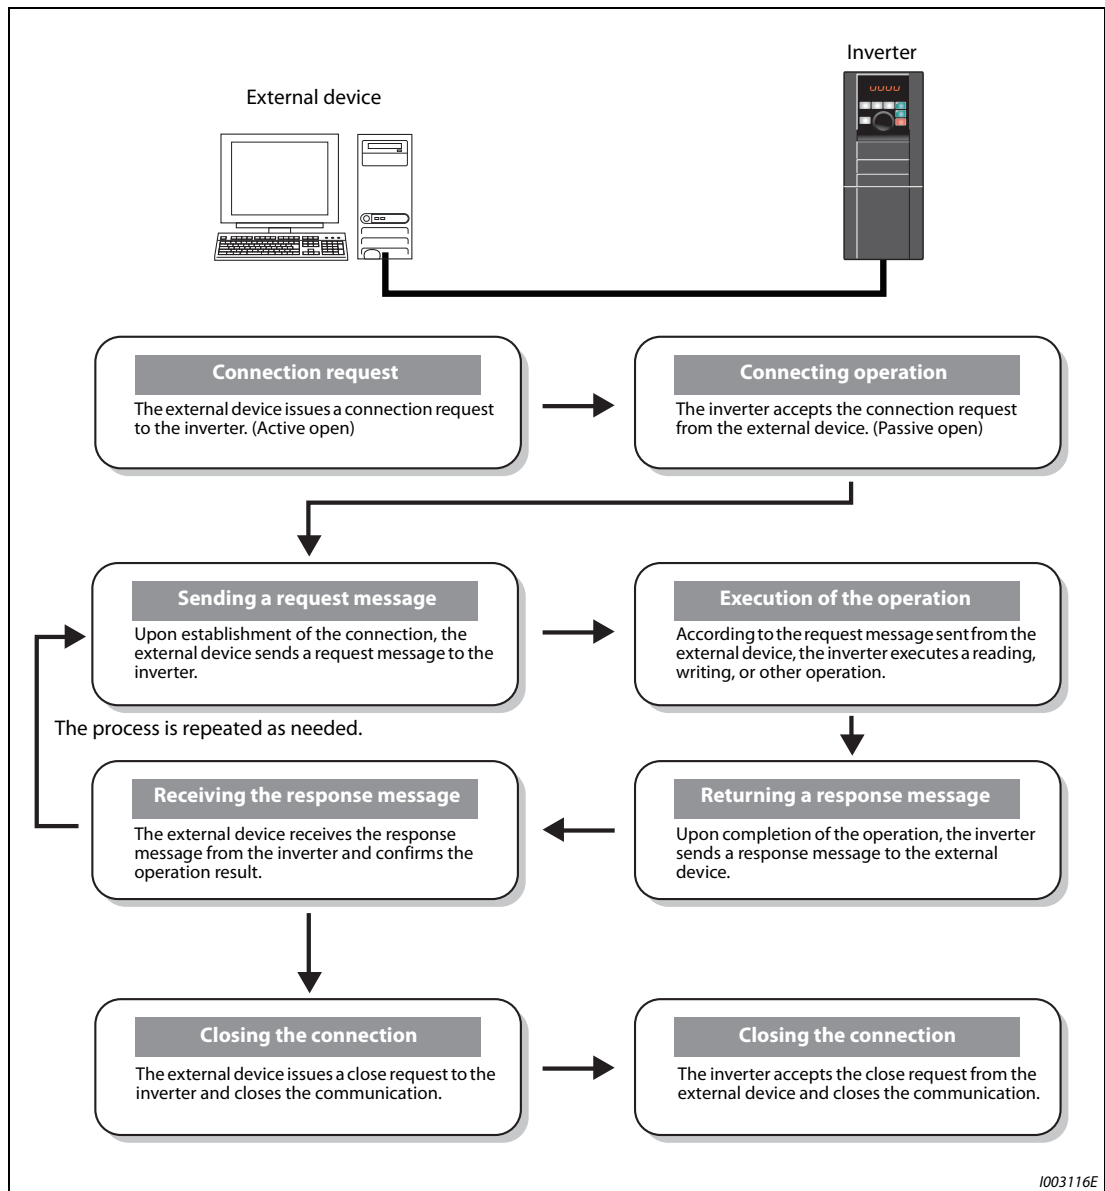 Inverter
External device
Connection request
The external device issues a connection request
to the inverter. (Active open)
Connecting operation
The inverter accepts the connection request
from the external device. (Passive open)
Sending a request message
Upon establishment of the connection, the
external device sends a request message to the
inverter.
Execution of the operation
According to the request message sent from the
external device, the inverter executes a reading,
writing, or other operation.
The process is repeated as needed.
Returning a response message
Upon completion of the operation, the inverter
sends a response message to the external
device.
Receiving the response message
The external device receives the response
message from the inverter and confirms the
operation result.
Closing the connection
The external device issues a close request to the
inverter and closes the communication.
Closing the connection
The inverter accepts the close request from the
external device and closes the communication.
I003116E